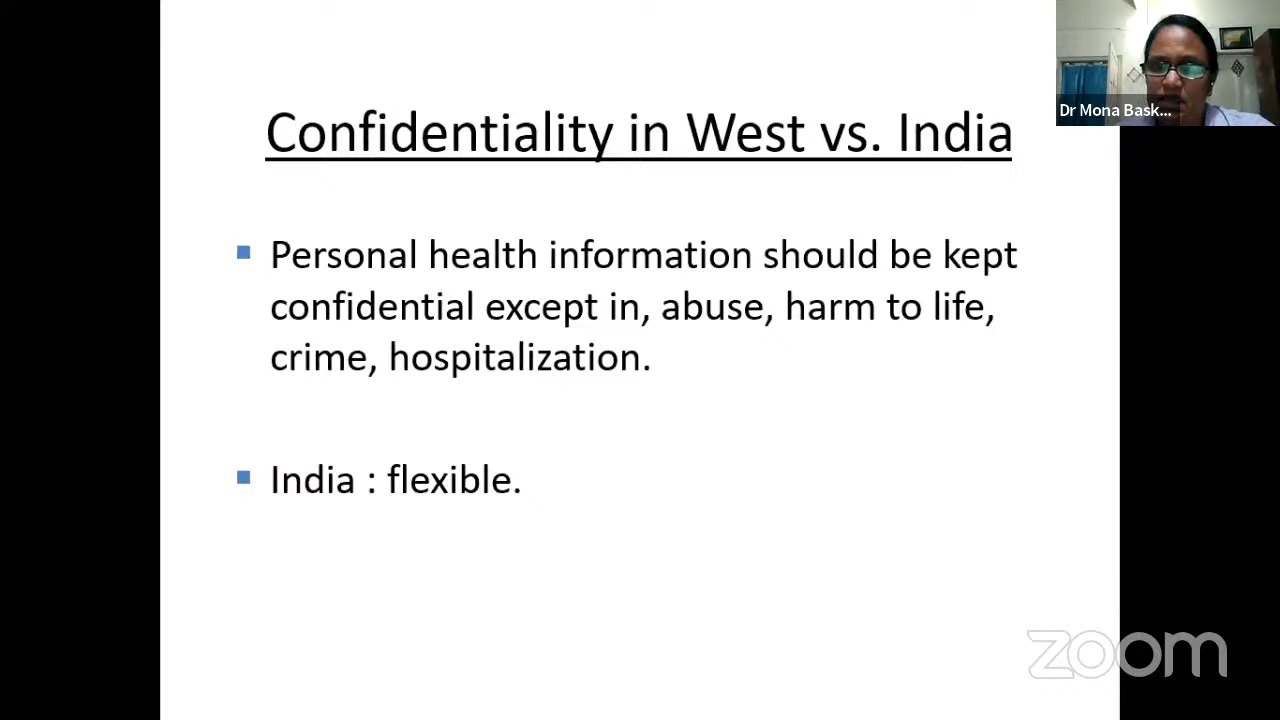 Dr Mona Bask...
Confidentiality in West vs. India
Personal health information should be kept
confidential except in, abuse, harm to life,
crime, hospitalization.
India : flexible.
zoom